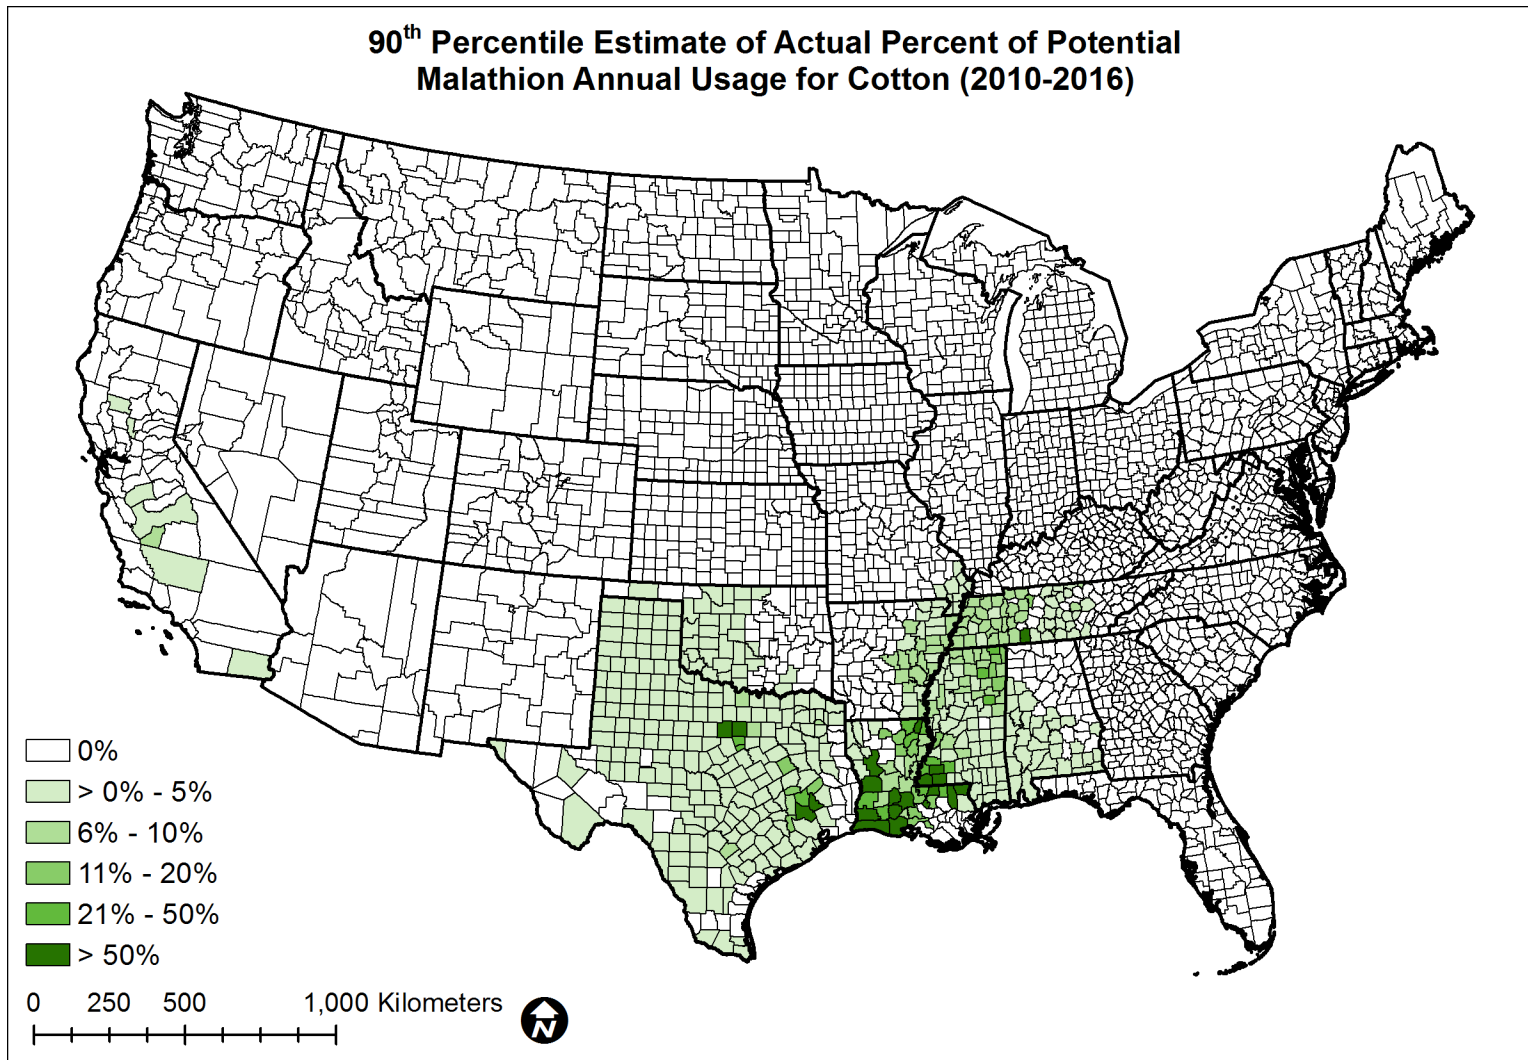 90th Percentile Estimate of Actual Percent of Potential
Malathion Annual Usage for Cotton (2010-2016)
0%
> 0% - 5%
6% - 10%
11% - 20%
21% - 50%
> 50%
0 250 500 1,000 Kilometers
N